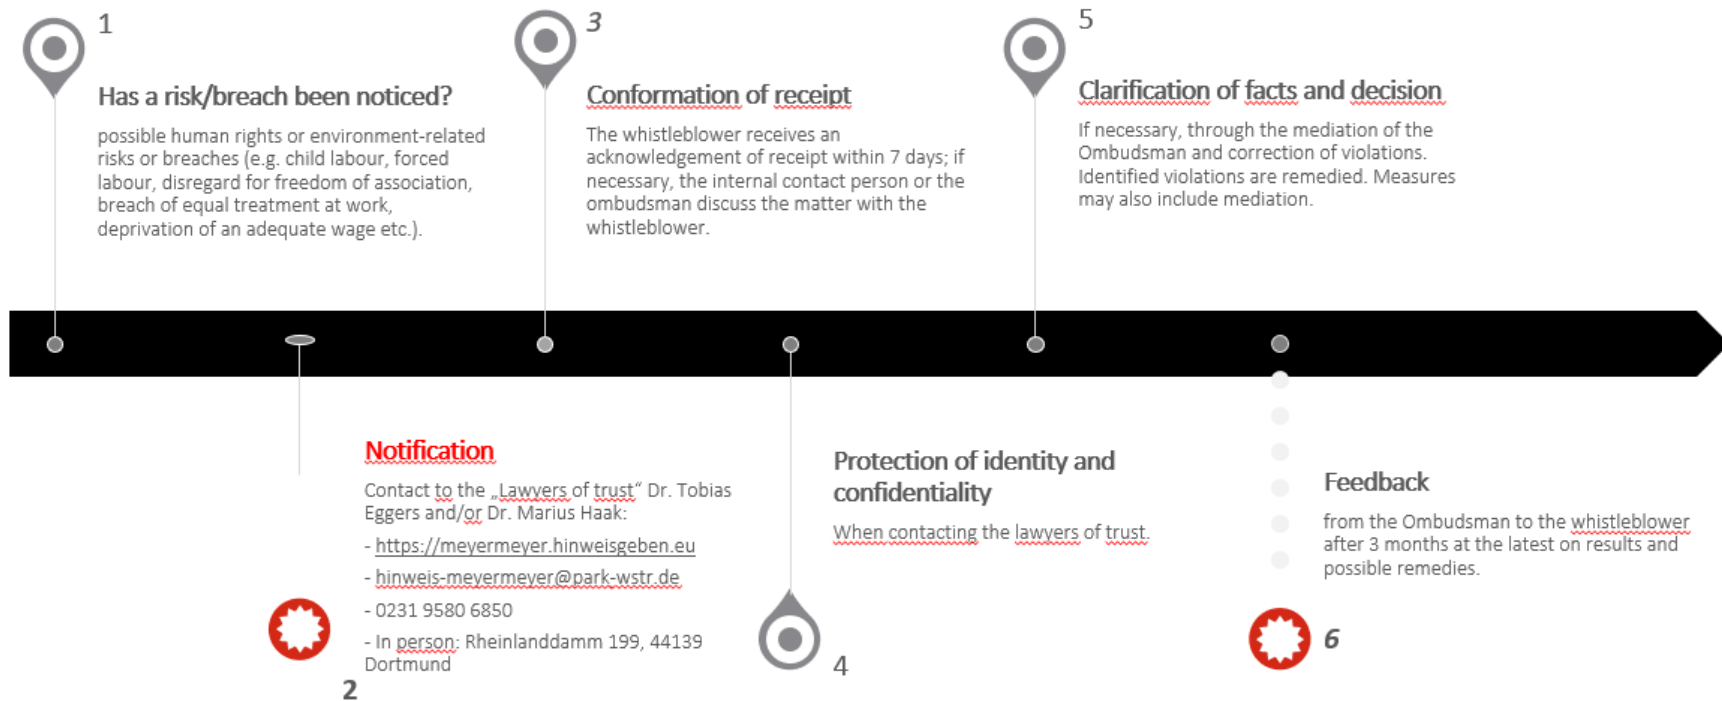 1
Has a risk/breach been noticed?
possible human rights or environment-related
risks or breaches (e.g. child labour, forced
labour, disregard for freedom of association,
breach of equal treatment at work,
deprivation of an adequate wage etc.).
3
Conformation of receipt
The whistleblower receives an
acknowledgement of receipt within 7 days; if
necessary, the internal contact person or the
ombudsman discuss the matter with the
whistleblower.
5
Clarification of facts and decision
If necessary, through the mediation of the
Ombudsman and correction of violations.
Identified violations are remedied. Measures
may also include mediation.
Notification
Contact to the „Lawyers of trust“ Dr. Tobias
Eggers and/or Dr. Marius Haak:
- https://meyermeyer.hinweisgeben.eu
- hinweis-meyermeyer@park-wstr.de
- 0231 9580 6850
- In person: Rheinlanddamm 199, 44139
Dortmund
2
Protection of identity and
confidentiality
When contacting the lawyers of trust.
4
Feedback
from the Ombudsman to the whistleblower
after 3 months at the latest on results and
possible remedies.
6